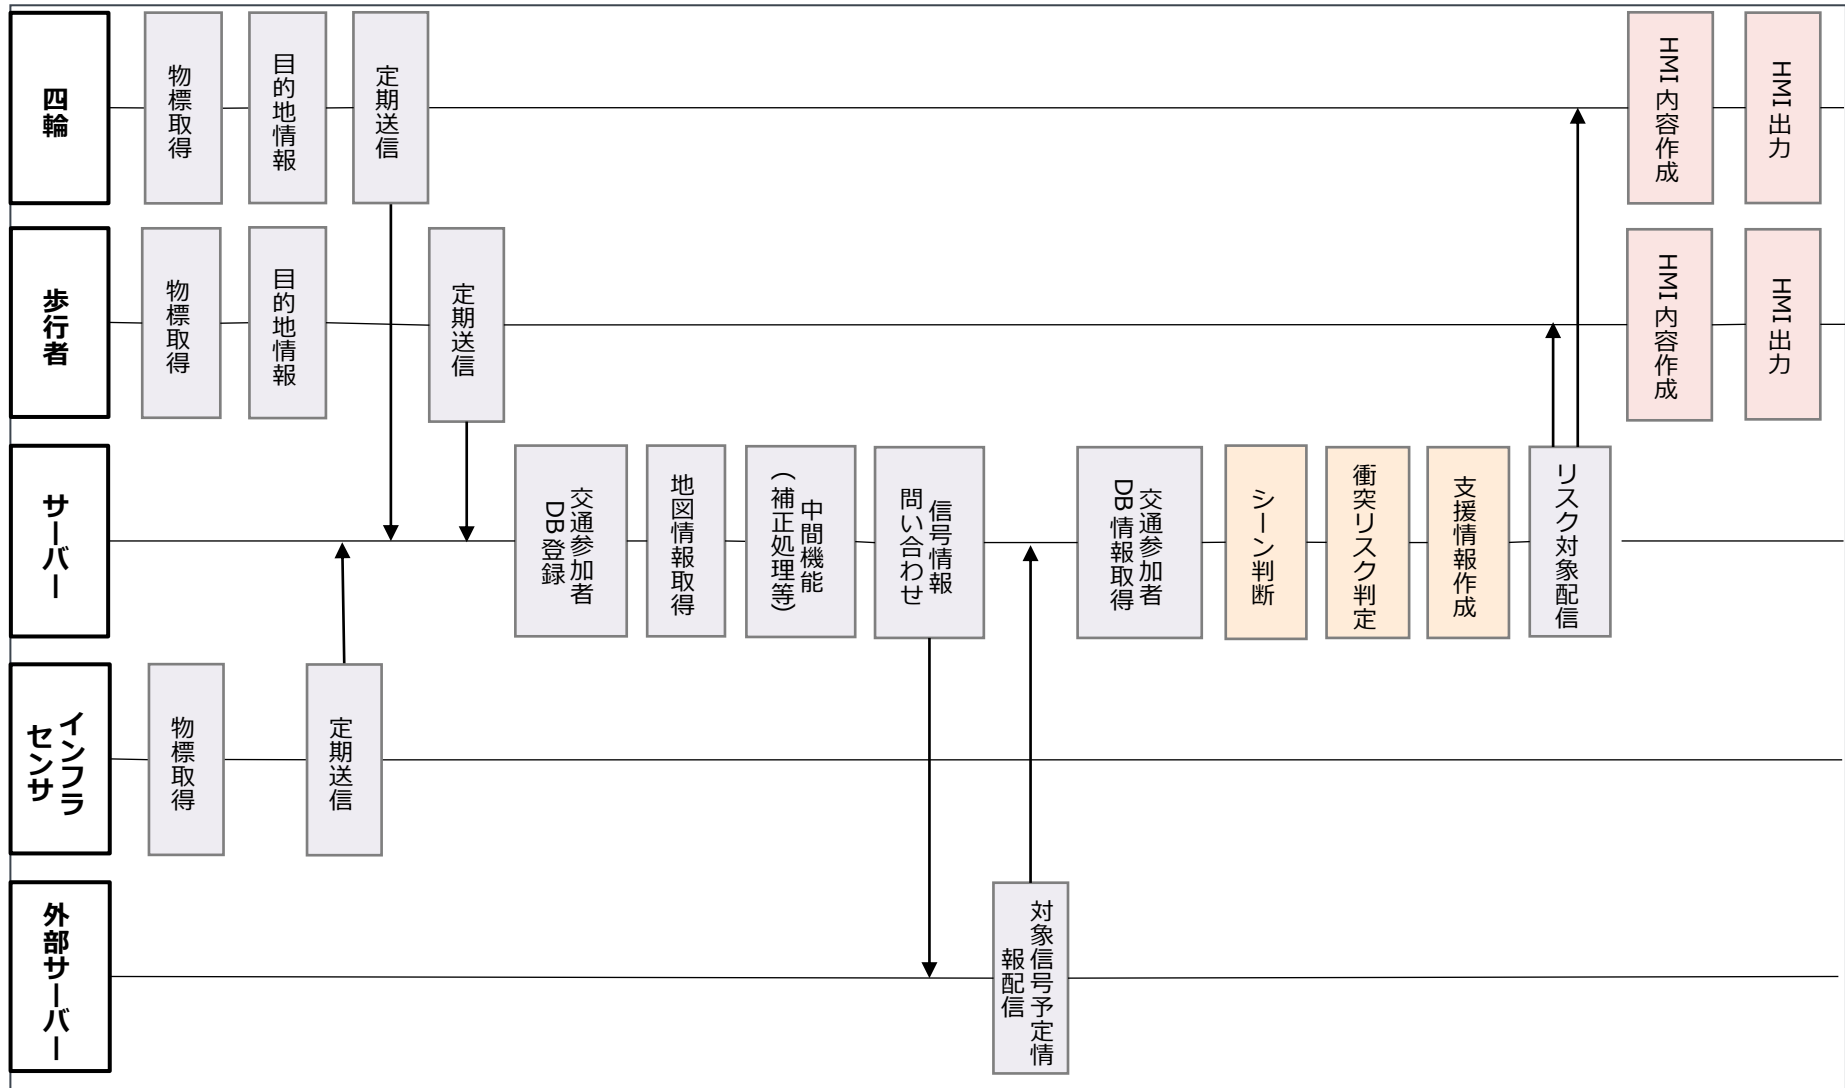 四輪
物標取得
目的地情報
定期送信
HMI 内容作成
HMI 出力
歩行者
物標取得
目的地情報
定期送信
HMI 内容作成
HMI 出力
サーバー
交通参加者
DB 登録
地図情報取得
中間機能
(補正処理等)
信号情報
問い合わせ
交通参加者
DB 情報取得
シーン判断
衝突リスク判定
支援情報作成
リスク対象配信
インフラ
センサ
物標取得
定期送信
外部サーバー
対象信号予定情
報配信